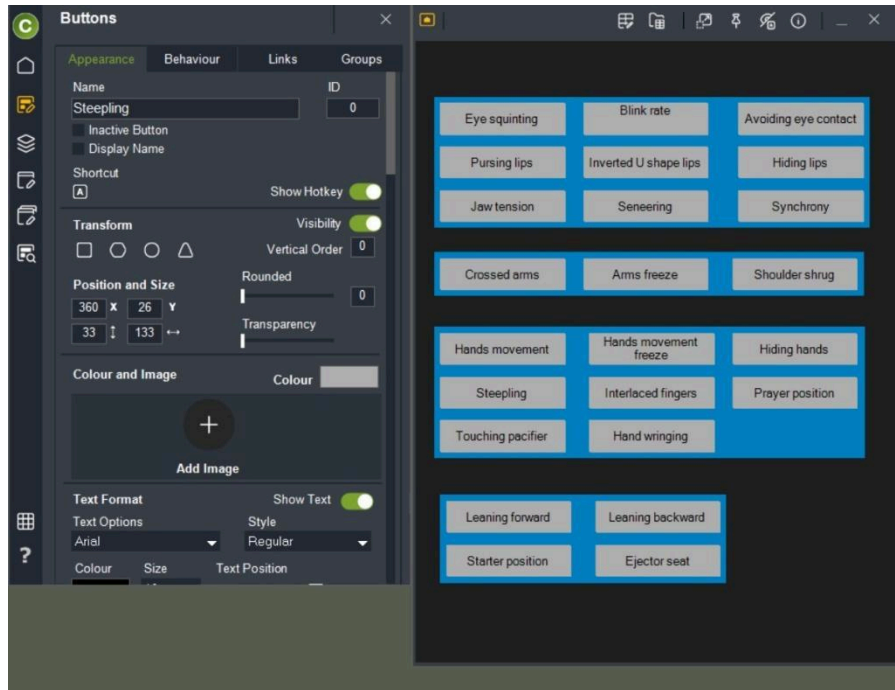 C
Buttons
Appearance Behaviour Links Groups
Name ID
Steepling 0
Inactive Button
Display Name
Shortcut
A Show Hotkey
Transform Visibility
Vertical Order 0
Position and Size Rounded
360 X 26 Y 0
33 133 Transparency
Colour and Image Colour
Add Image
Text Format Show Text
Text Options Style
Arial Regular
Colour Size Text Position
?
Eye squinting Blink rate Avoiding eye contact
Pursing lips Inverted U shape lips Hiding lips
Jaw tension Seneering Synchrony
Crossed arms Arms freeze Shoulder shrug
Hands movement Hands movement Hiding hands
freeze
Steepling Interlaced fingers Prayer position
Touching pacifier Hand wringing
Leaning forward Leaning backward
Starter position Ejector seat